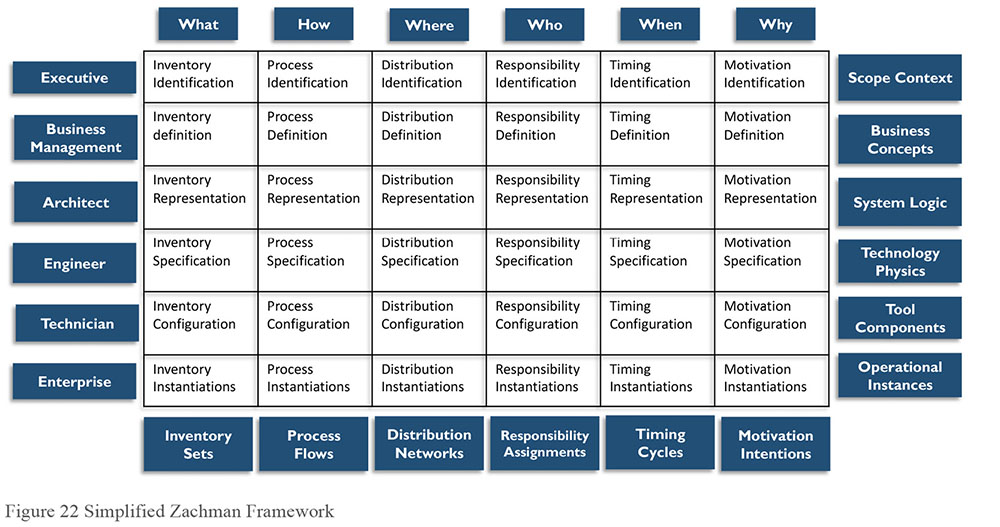 What How Where Who When Why
Executive
Inventory Identification
Process Identification
Distribution Identification
Responsibility Identification
Timing Identification
Motivation Identification
Scope Context
Business Management
Inventory definition
Process Definition
Distribution Definition
Responsibility Definition
Timing Definition
Motivation Definition
Business Concepts
Architect
Inventory Representation
Process Representation
Distribution Representation
Responsibility Representation
Timing Representation
Motivation Representation
System Logic
Engineer
Inventory Specification
Process Specification
Distribution Specification
Responsibility Specification
Timing Specification
Motivation Specification
Technology Physics
Technician
Inventory Configuration
Process Configuration
Distribution Configuration
Responsibility Configuration
Timing Configuration
Motivation Configuration
Tool Components
Enterprise
Inventory Instantiations
Process Instantiations
Distribution Instantiations
Responsibility Instantiations
Timing Instantiations
Motivation Instantiations
Operational Instances
Inventory Sets
Process Flows
Distribution Networks
Responsibility Assignments
Timing Cycles
Motivation Intentions
Figure 22 Simplified Zachman Framework